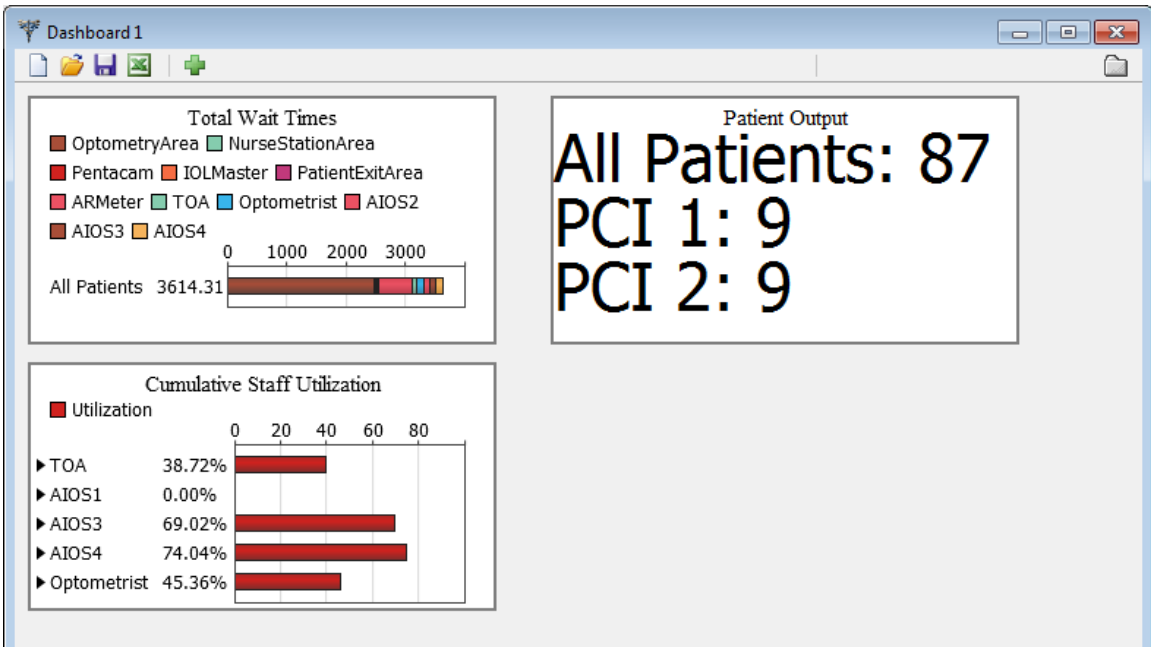 Dashboard 1
Total Wait Times
OptometryArea NurseStationArea
Pentacam IOLMaster PatientExitArea
ARMeter TOA Optometrist AIOS2
AIOS3 AIOS4
0 1000 2000 3000
All Patients 3614.31
Patient Output
All Patients: 87
PCI 1: 9
PCI 2: 9
Cumulative Staff Utilization
Utilization
0 20 40 60 80
TOA 38.72%
AIOS1 0.00%
AIOS3 69.02%
AIOS4 74.04%
Optometrist 45.36%